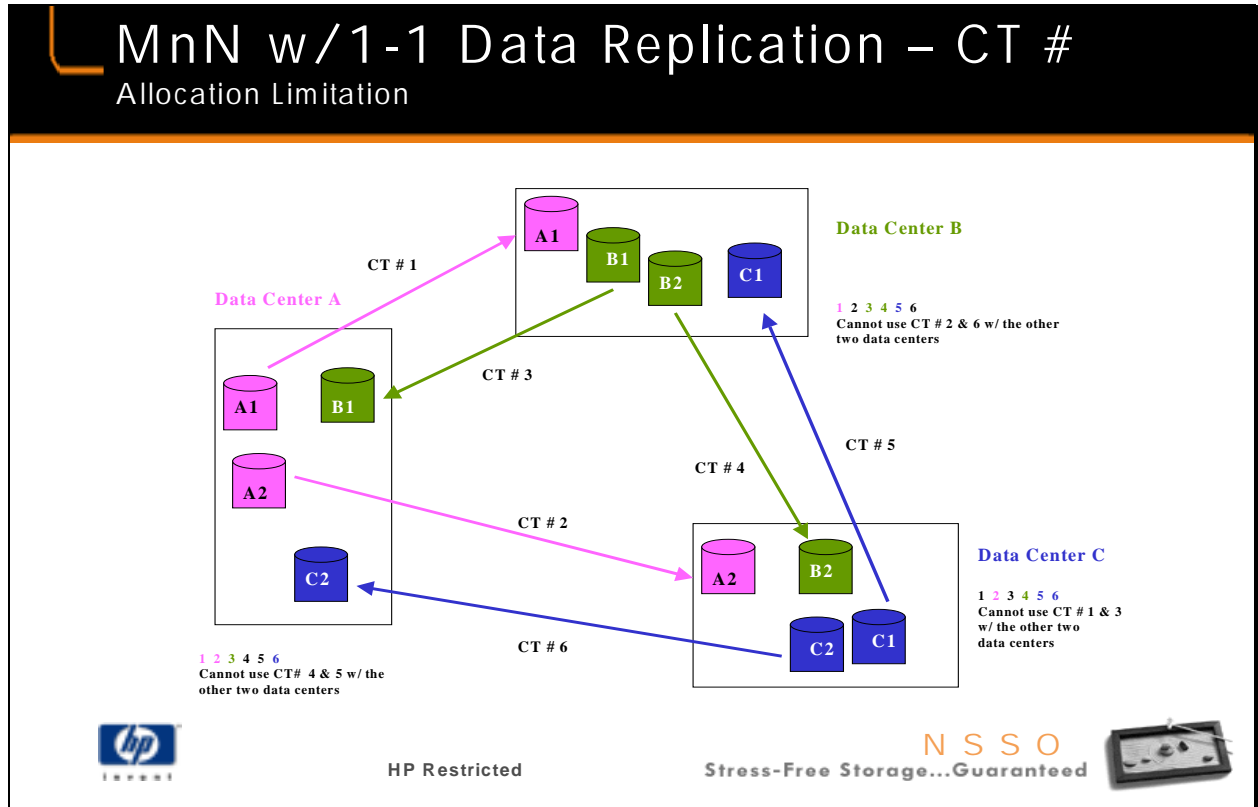 MnN w/1-1 Data Replication – CT #
Allocation Limitation
A1
B1
B2
C1
Data Center B
1 2 3 4 5 6
Cannot use CT # 2 & 6 w/ the other
two data centers
CT # 1
Data Center A
CT # 3
A1
B1
A2
C2
CT # 5
CT # 4
CT # 2
A2
B2
C2
C1
Data Center C
1 2 3 4 5 6
Cannot use CT # 1 & 3
w/ the other two
data centers
CT # 6
1 2 3 4 5 6
Cannot use CT# 4 & 5 w/ the
other two data centers
hp
invent
HP Restricted
NSSO
Stress-Free Storage...Guaranteed